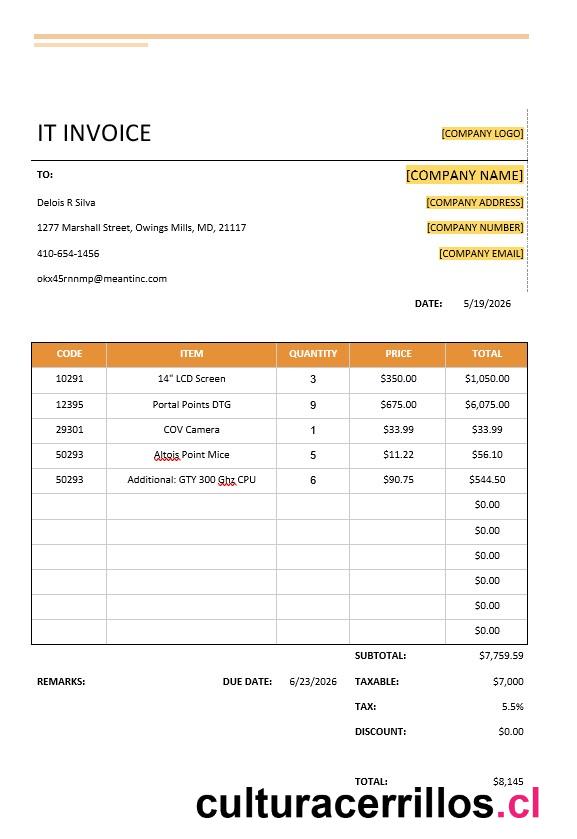 IT INVOICE [COMPANY LOGO]
TO: [COMPANY NAME]
Delois R Silva [COMPANY ADDRESS]
1277 Marshall Street, Owings Mills, MD, 21117 [COMPANY NUMBER]
410-654-1456 [COMPANY EMAIL]
okx45rnnmp@meantinc.com
DATE: 5/19/2026
CODE ITEM QUANTITY PRICE TOTAL
10291 14" LCD Screen 3 $350.00 $1,050.00
12395 Portal Points DTG 9 $675.00 $6,075.00
29301 COV Camera 1 $33.99 $33.99
50293 Altois Point Mice 5 $11.22 $56.10
50293 Additional: GTY 300 Ghz CPU 6 $90.75 $544.50
$0.00
$0.00
$0.00
$0.00
$0.00
$0.00
SUBTOTAL: $7,759.59
REMARKS: DUE DATE: 6/23/2026 TAXABLE: $7,000
TAX: 5.5%
DISCOUNT: $0.00
TOTAL: $8,145
culturacerrillos.cl